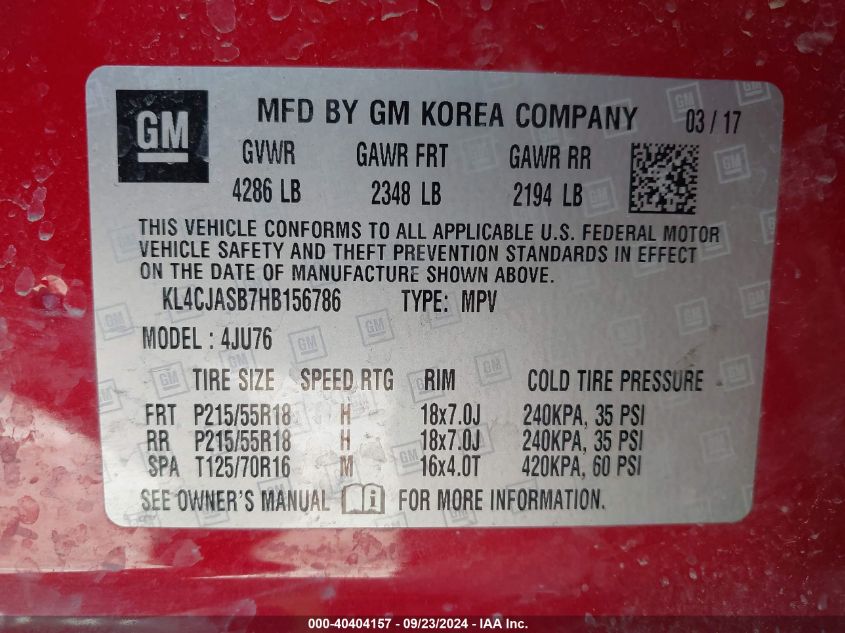 GM
MFD BY GM KOREA COMPANY 03 / 17
GVWR GAWR FRT GAWR RR
4286 LB 2348 LB 2194 LB
THIS VEHICLE CONFORMS TO ALL APPLICABLE U.S. FEDERAL MOTOR
VEHICLE SAFETY AND THEFT PREVENTION STANDARDS IN EFFECT
ON THE DATE OF MANUFACTURE SHOWN ABOVE.
KL4CJASB7HB156786 TYPE: MPV
MODEL : 4JU76
TIRE SIZE SPEED RTG RIM COLD TIRE PRESSURE
FRT P215/55R18 H 18x7.0J 240KPA, 35 PSI
RR P215/55R18 H 18x7.0J 240KPA, 35 PSI
SPA T125/70R16 M 16x4.0T 420KPA, 60 PSI
SEE OWNER'S MANUAL FOR MORE INFORMATION.
000-40404157 - 09/23/2024 - IAA Inc.